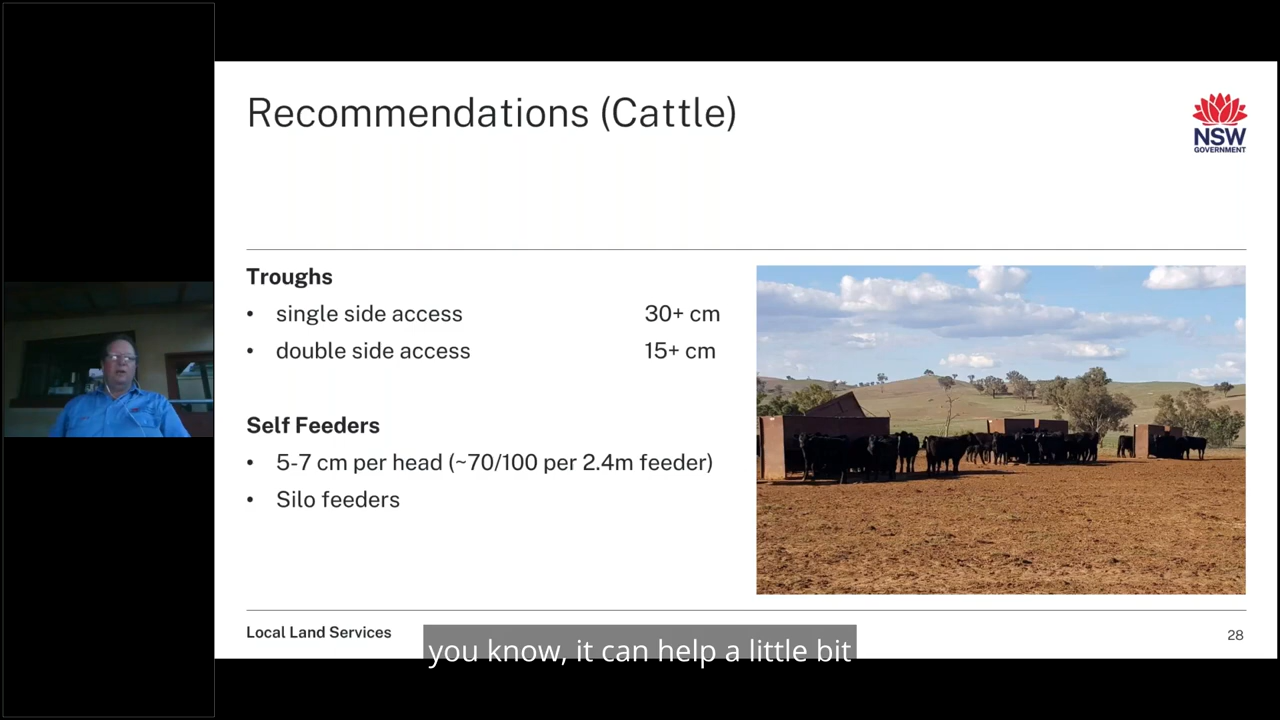 Recommendations (Cattle)
NSW
GOVERNMENT
Troughs
• single side access 30+ cm
• double side access 15+ cm
Self Feeders
• 5-7 cm per head (~70/100 per 2.4m feeder)
• Silo feeders
Local Land Services
28
you know, it can help a little bit